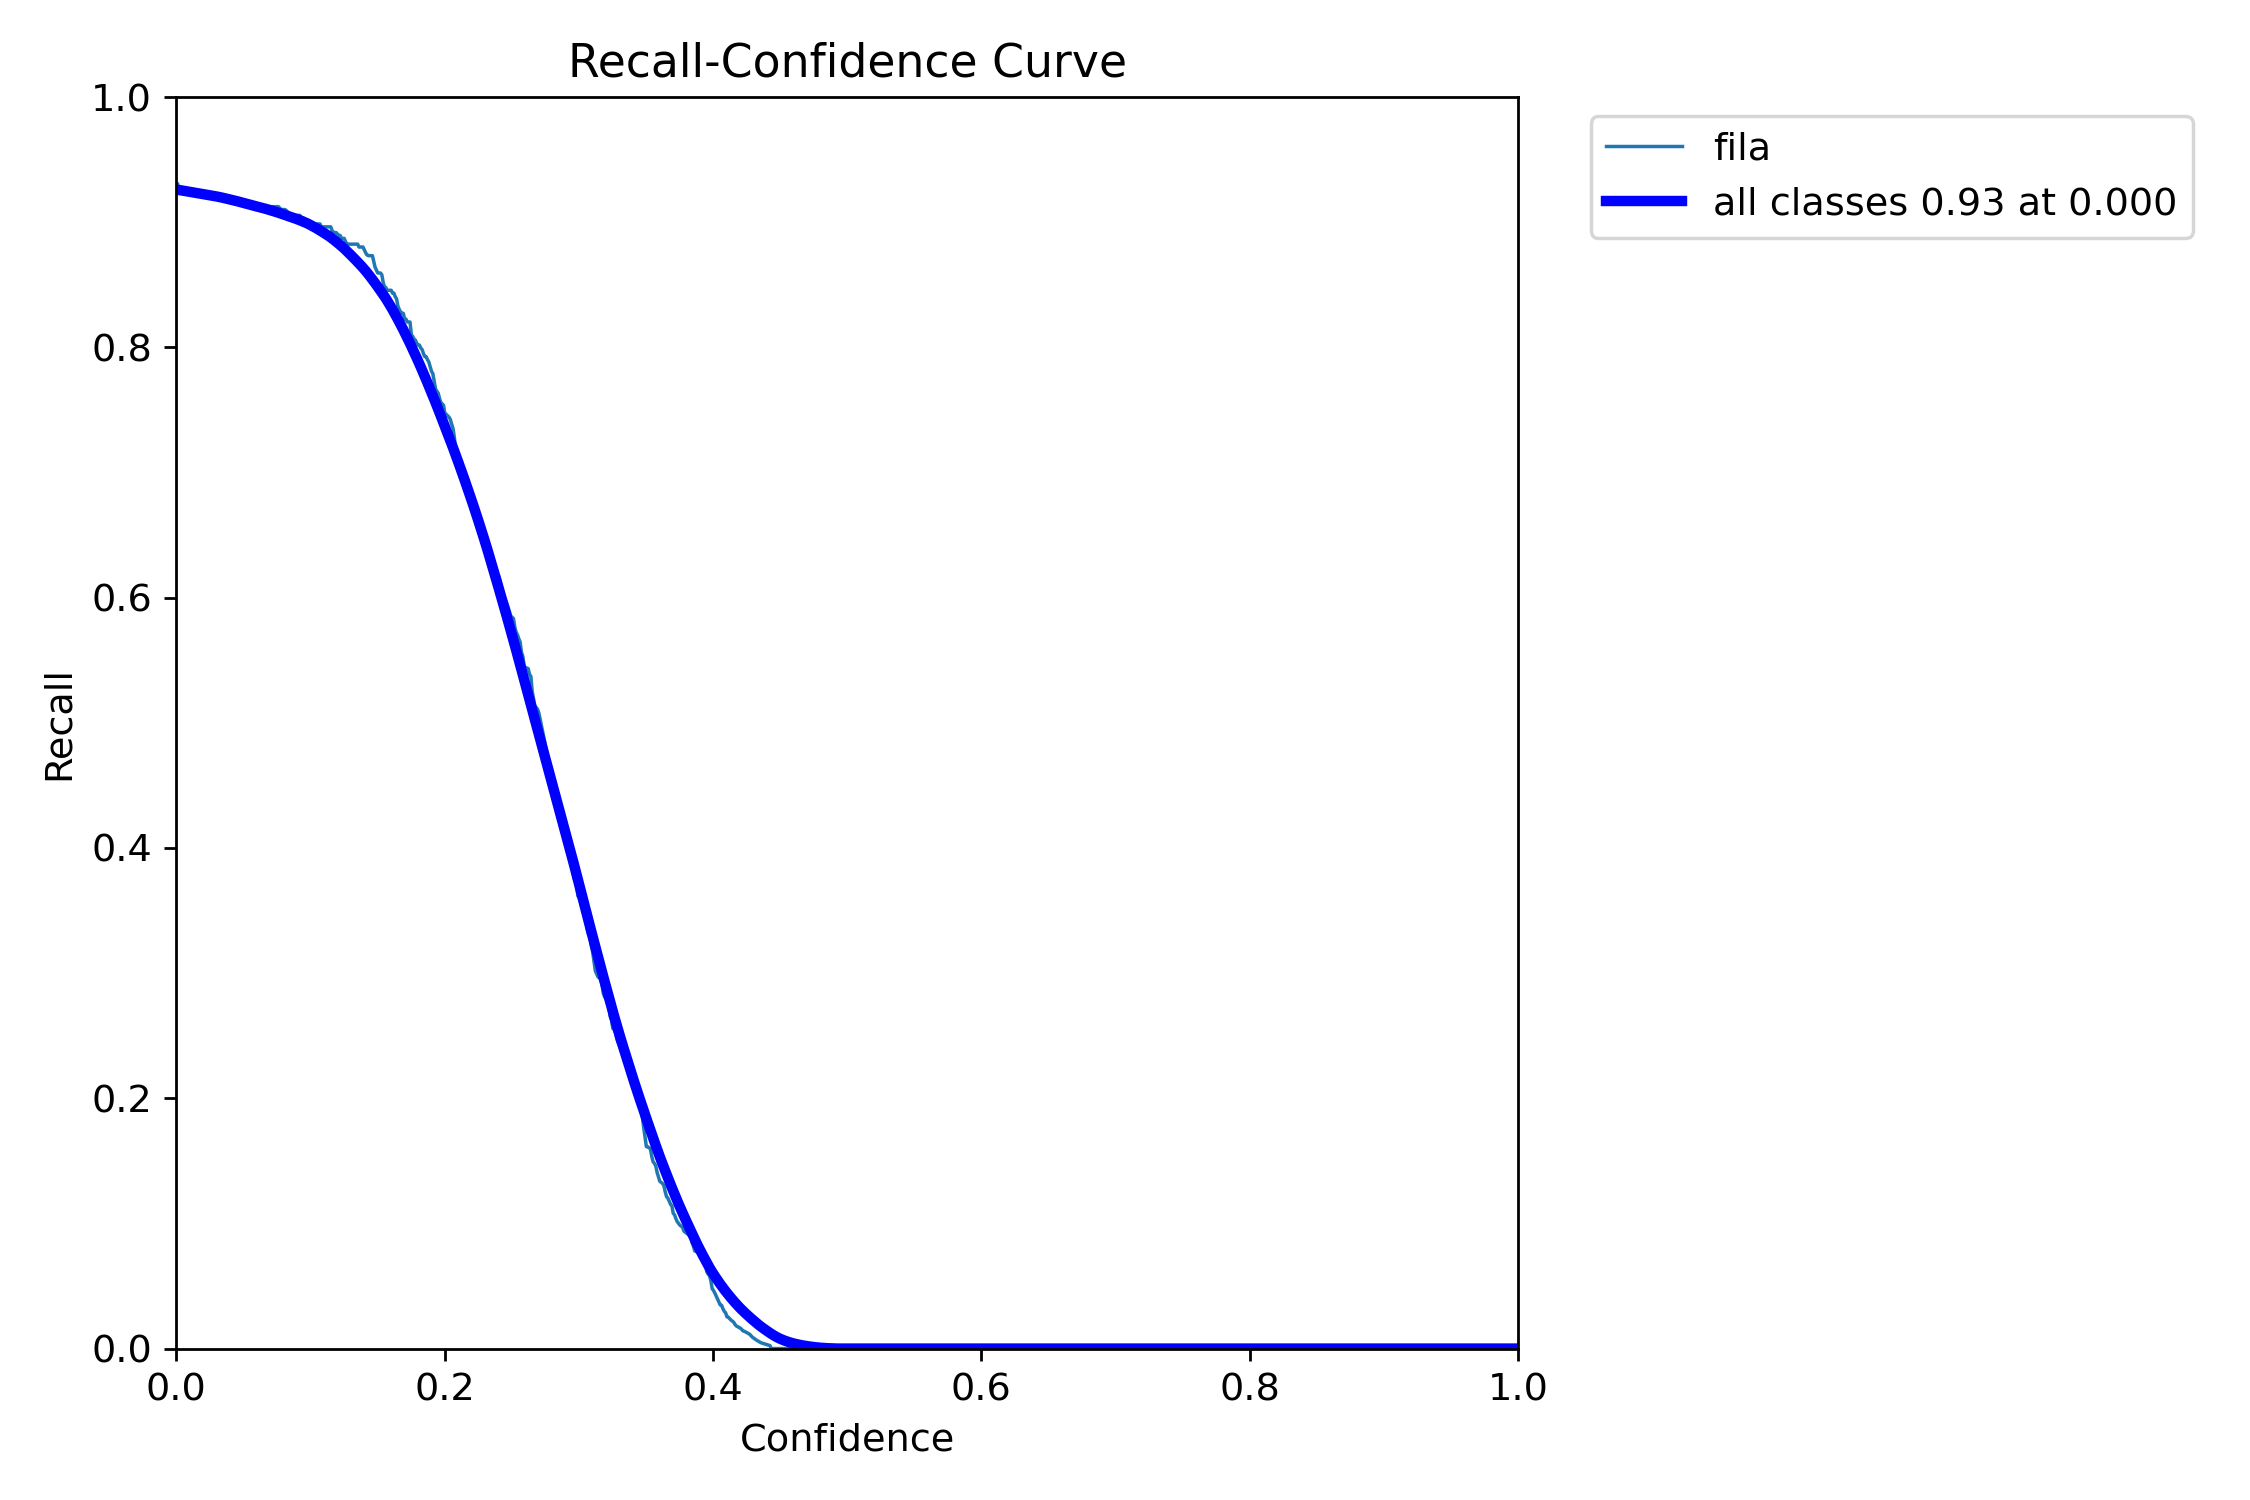 Recall-Confidence Curve
1.0
0.8
0.6
0.4
0.2
0.0
Recall
0.0 0.2 0.4 0.6 0.8 1.0
Confidence
fila
all classes 0.93 at 0.000